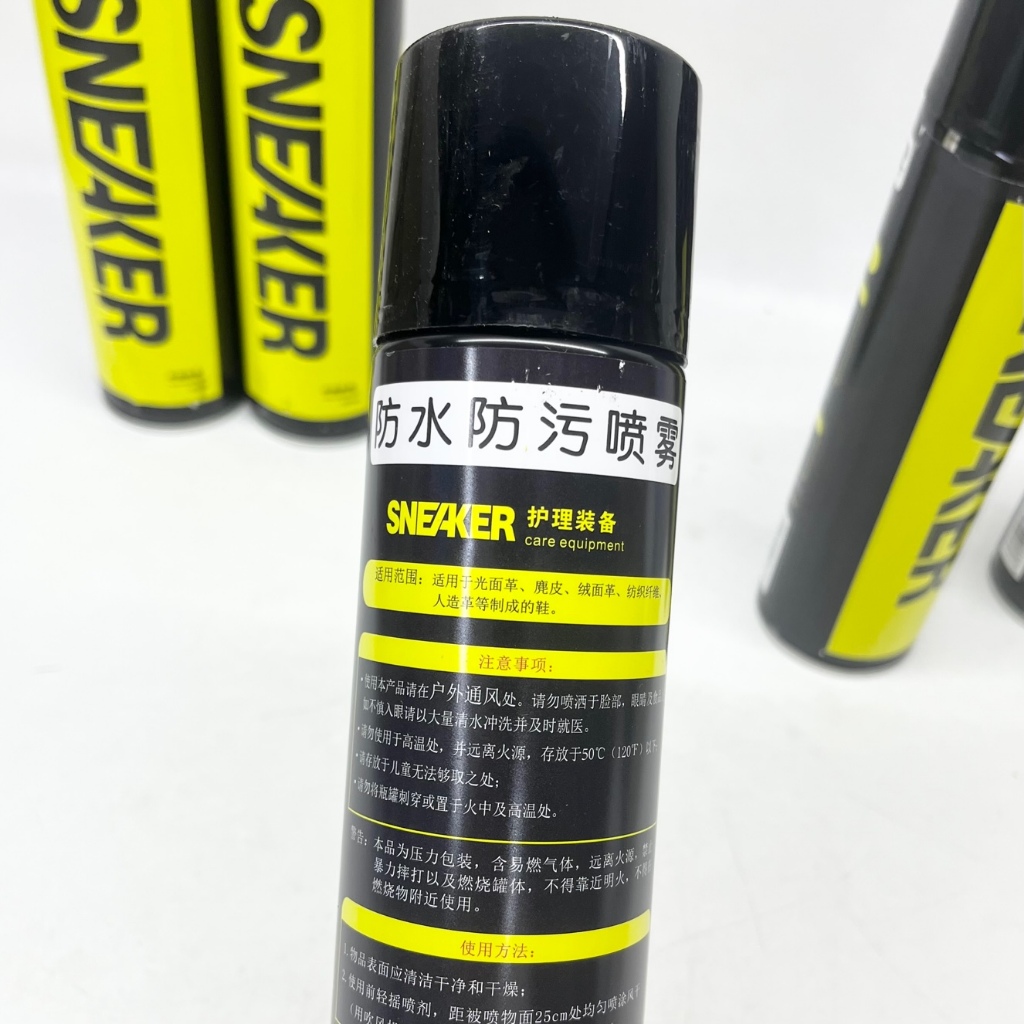 SNEAKER
SNEAKER
防水防污喷雾
SNEAKER 护理装备
care equipment
适用范围：适用于光面革、麂皮、绒面革、纺织纤维、
人造革等制成的鞋。
注意事项：
·使用本产品请在户外通风处。请勿喷洒于脸部，眼睛及
如不慎入眼请以大量清水冲洗并及时就医。
·请勿使用于高温处，并远离火源，存放于50℃（120℉）以下
·请存放于儿童无法够取之处；
·请勿将瓶罐刺穿或置于火中及高温处。
警告：本品为压力包装，含易燃气体，远离火源，
暴力摔打以及燃烧罐体，不得靠近明火，不得
燃烧物附近使用。
使用方法：
1.物品表面应清洁干净和干燥；
2.使用前轻摇喷剂，距被喷物面25cm处均匀喷涂风干
（用吹风